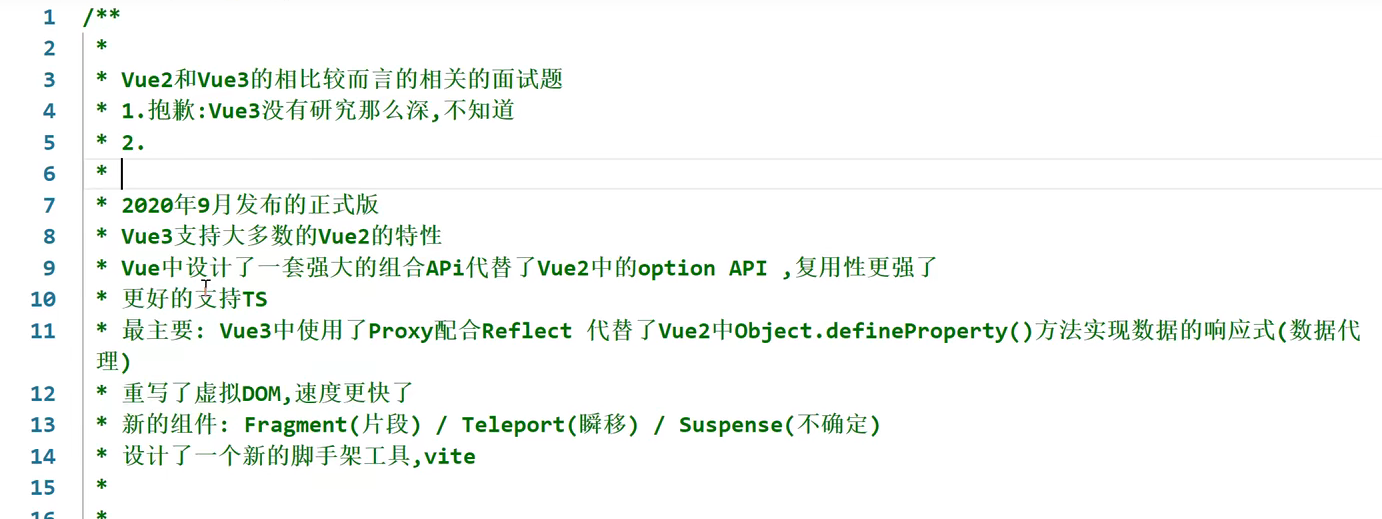 1 /**
2 *
3 * Vue2和Vue3的相比较而言的相关的面试题
4 * 1.抱歉:Vue3没有研究那么深,不知道
5 * 2.
6 *
7 * 2020年9月发布的正式版
8 * Vue3支持大多数的Vue2的特性
9 * Vue中设计了一套强大的组合APi代替了Vue2中的option API ,复用性更强了
10 * 更好的支持TS
11 * 最主要: Vue3中使用了Proxy配合Reflect 代替了Vue2中Object.defineProperty()方法实现数据的响应式(数据代
理)
12 * 重写了虚拟DOM,速度更快了
13 * 新的组件: Fragment(片段) / Teleport(瞬移) / Suspense(不确定)
14 * 设计了一个新的脚手架工具,vite
15 *
16 *